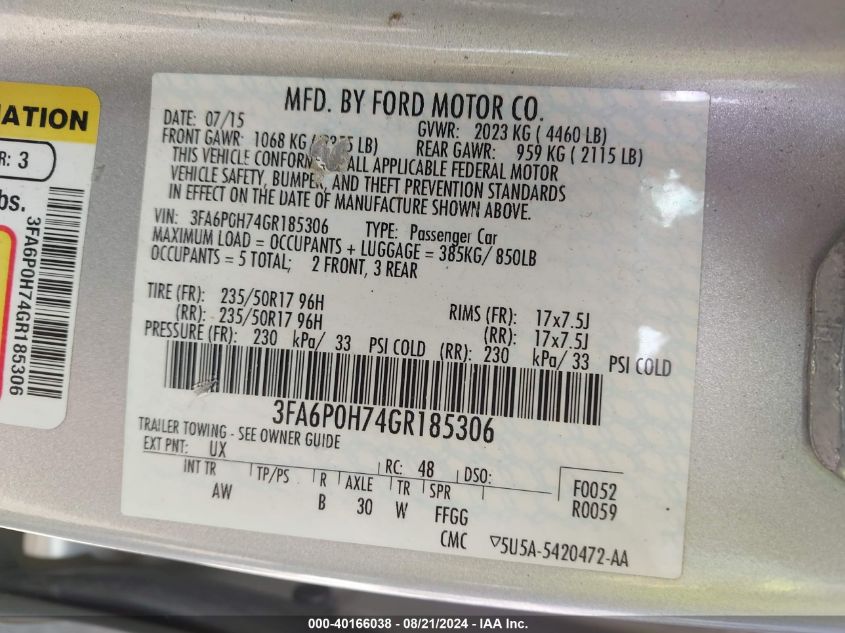 MFD. BY FORD MOTOR CO.
DATE: 07/15 GVWR: 2023 KG ( 4460 LB)
FRONT GAWR: 1068 KG LB) REAR GAWR: 959 KG ( 2115 LB)
THIS VEHICLE ALL APPLICABLE FEDERAL MOTOR
VEHICLE SAFETY, BUMPER, AND THEFT PREVENTION STANDARDS
IN EFFECT ON THE DATE OF MANUFACTURE SHOWN ABOVE.
VIN: 3FA6P0H74GR185306 TYPE: Passenger Car
MAXIMUM LOAD = OCCUPANTS + LUGGAGE = 385KG/ 850LB
OCCUPANTS = 5 TOTAL; 2 FRONT, 3 REAR
TIRE (FR): 235/50R17 96H RIMS (FR): 17x7.5J
(RR): 235/50R17 96H (RR): 17x7.5J
PRESSURE (FR): 230 kPa/ 33 PSI COLD (RR): 230 kPa/ 33 PSI COLD
3FA6P0H74GR185306
TRAILER TOWING - SEE OWNER GUIDE
EXT PNT: UX RC: 48 DSO:
INT TR TP/PS R AXLE TR SPR F0052
AW B 30 W FFGG R0059
CMC ▽5U5A-5420472-AA
MATION
R: 3
bs.
3FA6P0H74GR185306
000-40166038 - 08/21/2024 - IAA Inc.